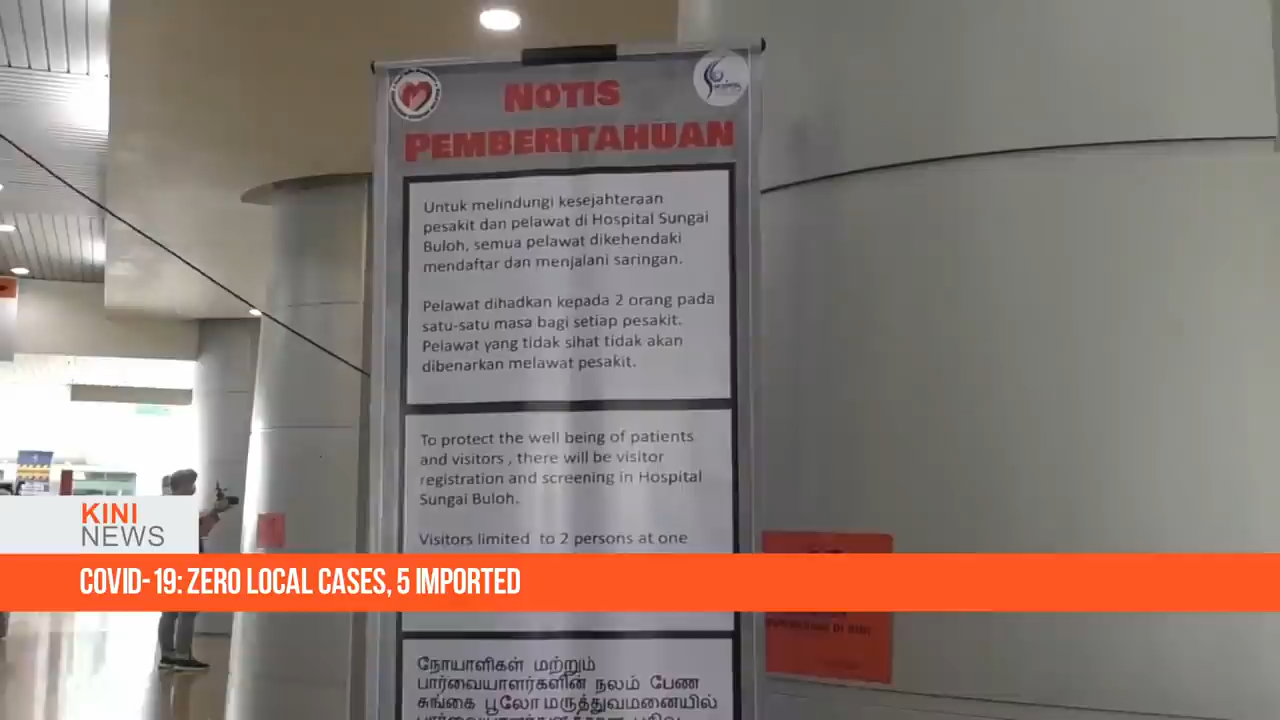 NOTIS
PEMBERITAHUAN
Untuk melindungi kesejahteraan
pesakit dan pelawat di Hospital Sungai
Buloh, semua pelawat dikehendaki
mendaftar dan menjalani saringan.
Pelawat dihadkan kepada 2 orang pada
satu-satu masa bagi setiap pesakit.
Pelawat yang tidak sihat tidak akan
dibenarkan melawat pesakit.
To protect the well being of patients
and visitors , there will be visitor
registration and screening in Hospital
Sungai Buloh.
Visitors limited to 2 persons at one
KINI
NEWS
COVID-19: ZERO LOCAL CASES, 5 IMPORTED
DI SINI
நோயாளிகள் மற்றும்
பார்வையாளர்களின் நலம் பேண
சுங்கை பூலோ மருத்துவமனையில்